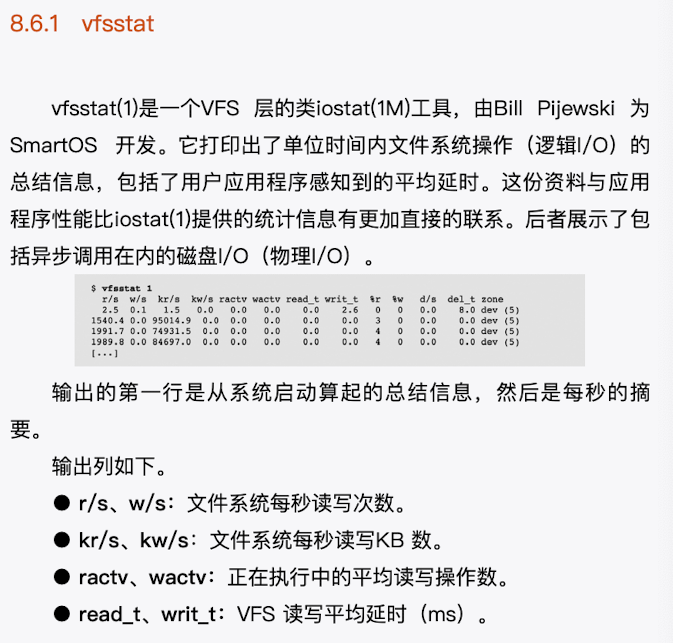 8.6.1 vfsstat
vfsstat(1)是一个VFS 层的类iostat(1M)工具，由Bill Pijewski 为
SmartOS 开发。它打印出了单位时间内文件系统操作（逻辑I/O）的
总结信息，包括了用户应用程序感知到的平均延时。这份资料与应用
程序性能比iostat(1)提供的统计信息有更加直接的联系。后者展示了包
括异步调用在内的磁盘I/O（物理I/O）。
$ vfsstat 1
r/s w/s kr/s kw/s ractv wactv read_t writ_t %r %w d/s del_t zone
2.5 0.1 1.5 0.0 0.0 0.0 0.0 2.6 0 0 0.0 8.0 dev (5)
1540.4 0.0 95014.9 0.0 0.0 0.0 0.0 0.0 3 0 0.0 0.0 dev (5)
1991.7 0.0 74931.5 0.0 0.0 0.0 0.0 0.0 4 0 0.0 0.0 dev (5)
1989.8 0.0 84697.0 0.0 0.0 0.0 0.0 0.0 4 0 0.0 0.0 dev (5)
[...]
输出的第一行是从系统启动算起的总结信息，然后是每秒的摘
要。
输出列如下。
● r/s、w/s：文件系统每秒读写次数。
● kr/s、kw/s：文件系统每秒读写KB 数。
● ractv、wactv：正在执行中的平均读写操作数。
● read_t、writ_t：VFS 读写平均延时（ms）。